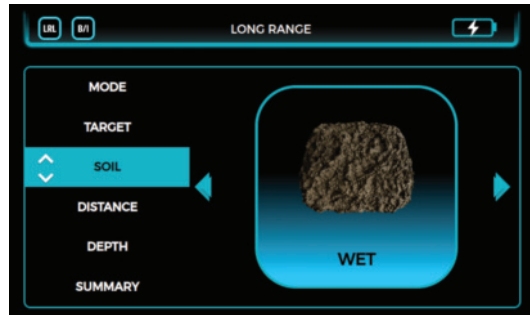 LRL B/I LONG RANGE
MODE
TARGET
SOIL
DISTANCE
DEPTH
SUMMARY
WET